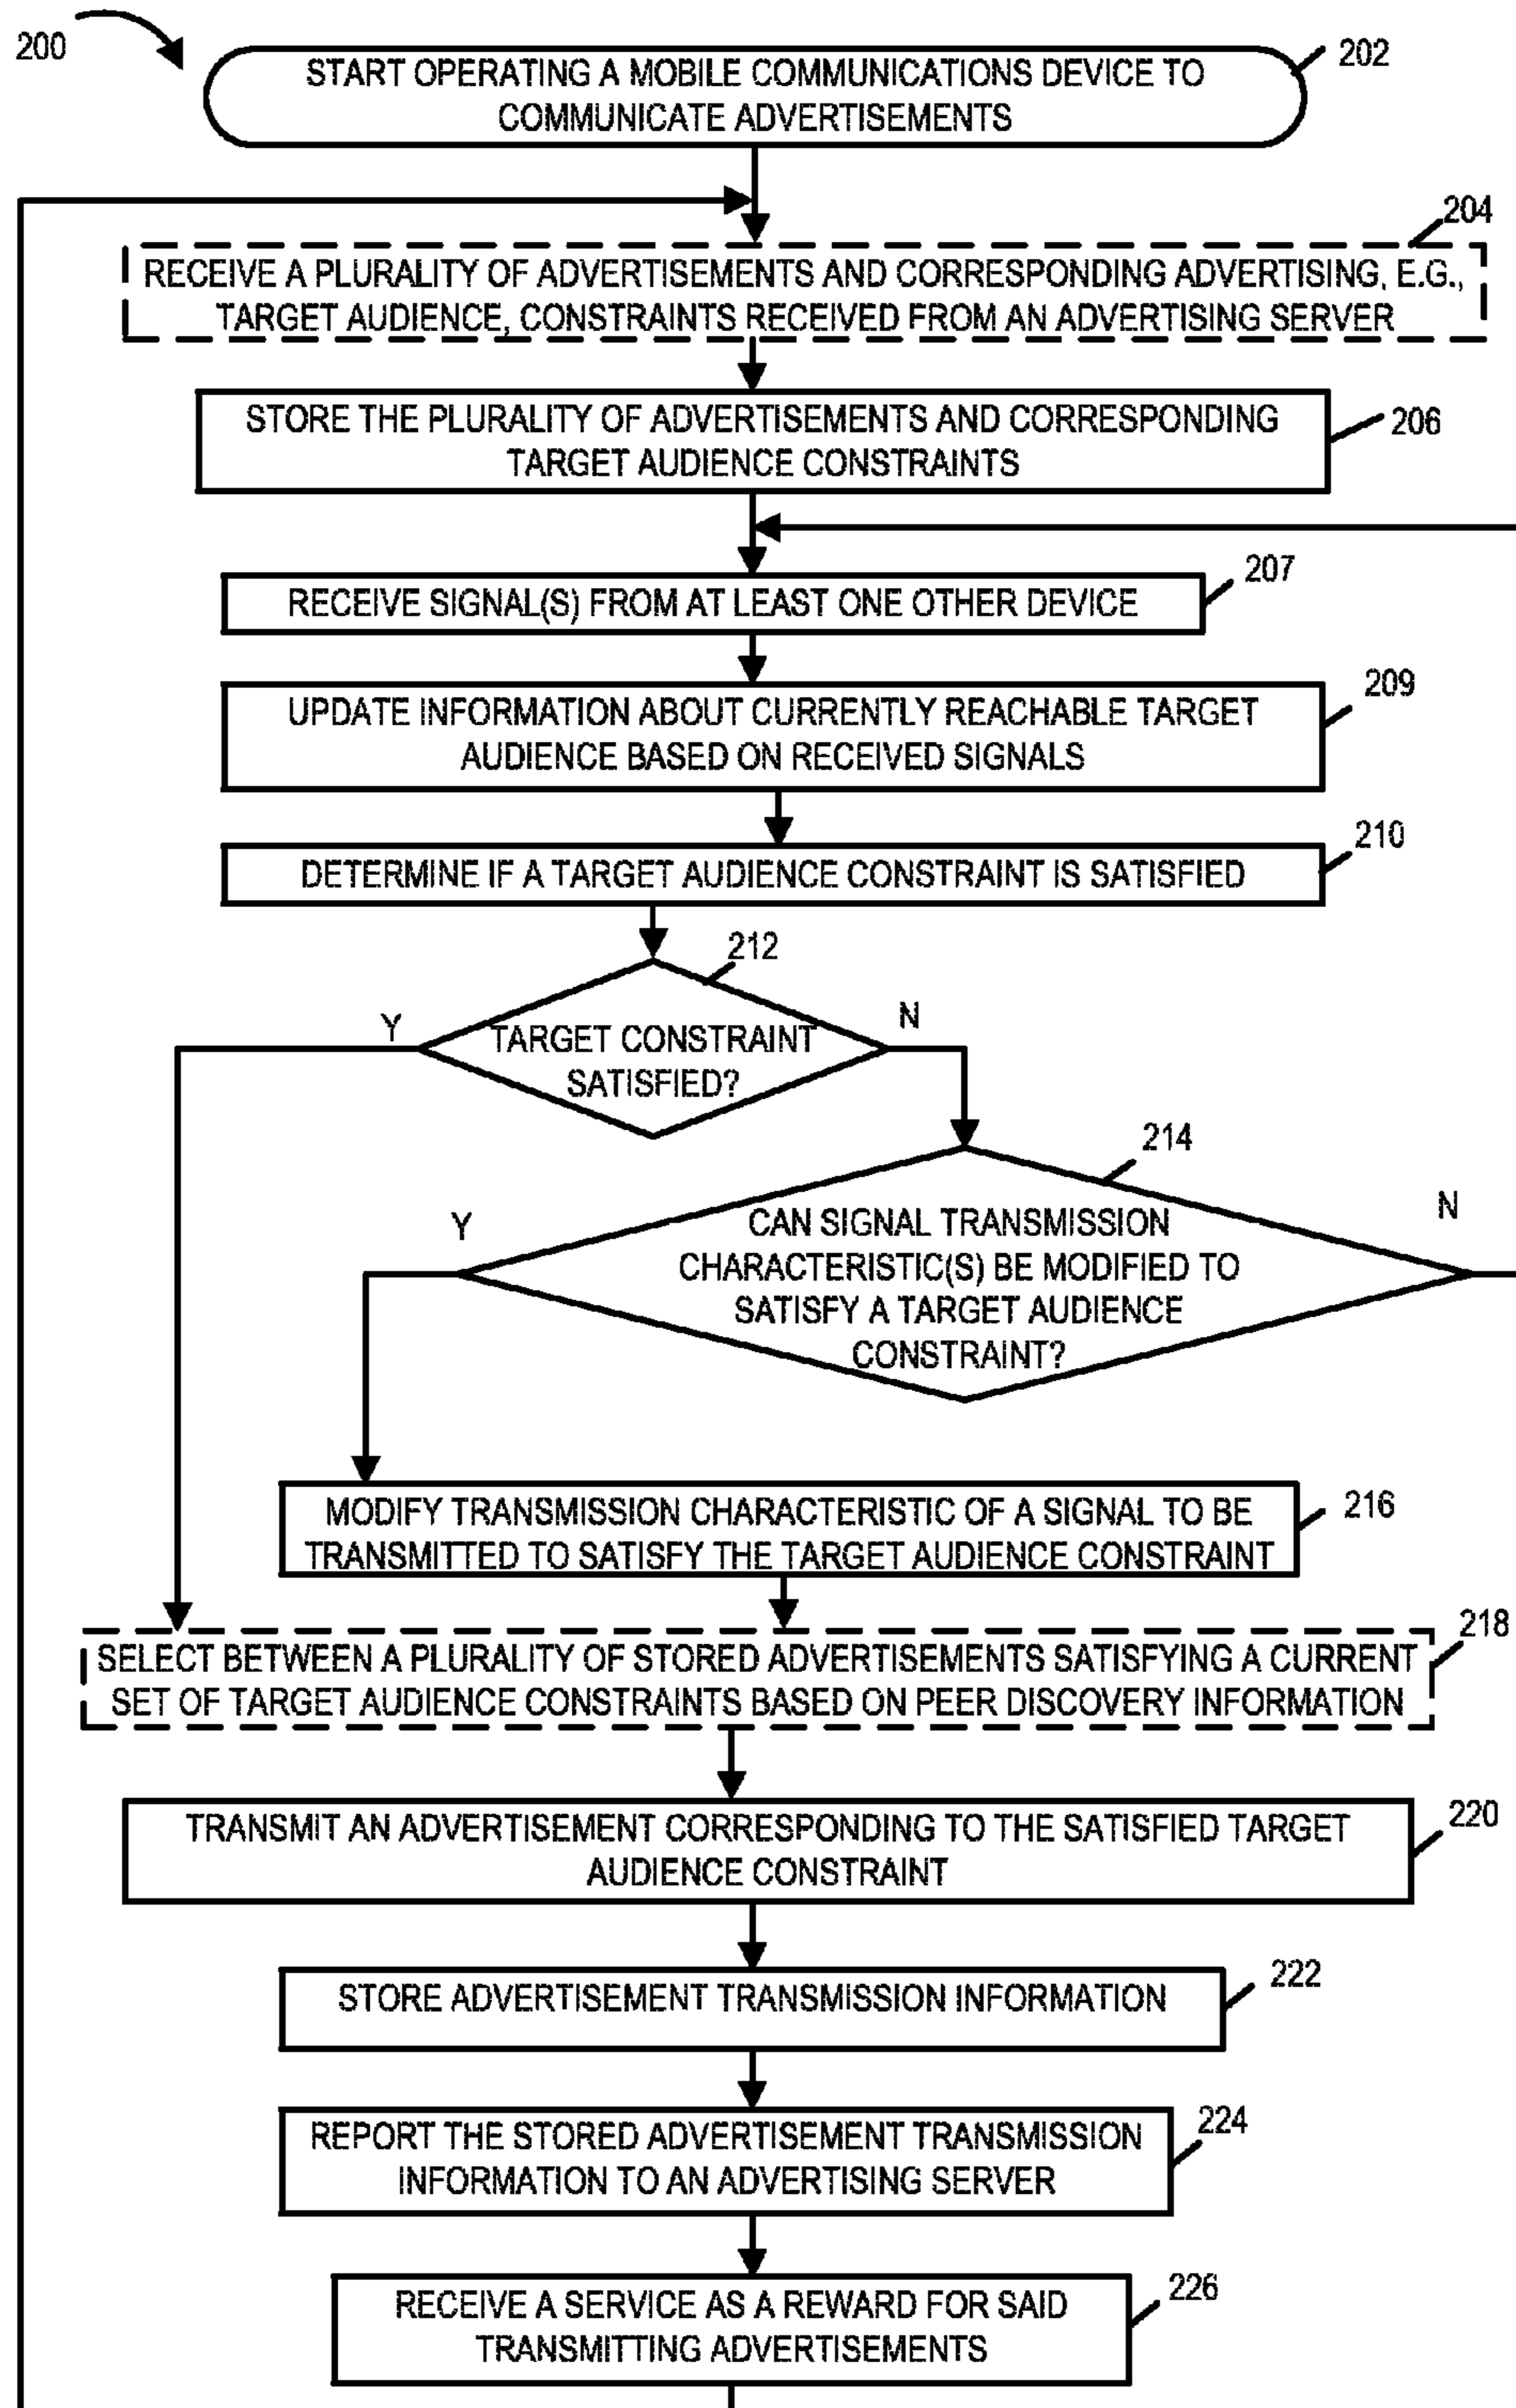 200
START OPERATING A MOBILE COMMUNICATIONS DEVICE TO
COMMUNICATE ADVERTISEMENTS
202
204
RECEIVE A PLURALITY OF ADVERTISEMENTS AND CORRESPONDING ADVERTISING, E.G.,
TARGET AUDIENCE, CONSTRAINTS RECEIVED FROM AN ADVERTISING SERVER
STORE THE PLURALITY OF ADVERTISEMENTS AND CORRESPONDING
TARGET AUDIENCE CONSTRAINTS
206
207
RECEIVE SIGNAL(S) FROM AT LEAST ONE OTHER DEVICE
209
UPDATE INFORMATION ABOUT CURRENTLY REACHABLE TARGET
AUDIENCE BASED ON RECEIVED SIGNALS
210
DETERMINE IF A TARGET AUDIENCE CONSTRAINT IS SATISFIED
212
Y
N
TARGET CONSTRAINT
SATISFIED?
214
Y
N
CAN SIGNAL TRANSMISSION
CHARACTERISTIC(S) BE MODIFIED TO
SATISFY A TARGET AUDIENCE
CONSTRAINT?
MODIFY TRANSMISSION CHARACTERISTIC OF A SIGNAL TO BE
TRANSMITTED TO SATISFY THE TARGET AUDIENCE CONSTRAINT
216
218
SELECT BETWEEN A PLURALITY OF STORED ADVERTISEMENTS SATISFYING A CURRENT
SET OF TARGET AUDIENCE CONSTRAINTS BASED ON PEER DISCOVERY INFORMATION
220
TRANSMIT AN ADVERTISEMENT CORRESPONDING TO THE SATISFIED TARGET
AUDIENCE CONSTRAINT
222
STORE ADVERTISEMENT TRANSMISSION INFORMATION
224
REPORT THE STORED ADVERTISEMENT TRANSMISSION
INFORMATION TO AN ADVERTISING SERVER
226
RECEIVE A SERVICE AS A REWARD FOR SAID
TRANSMITTING ADVERTISEMENTS